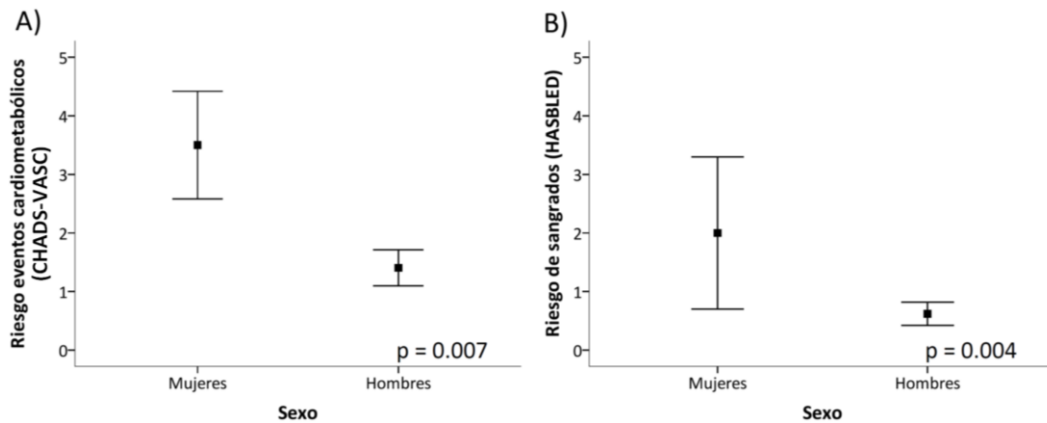 A)
Riesgo eventos cardiometabólicos
(CHADS-VASC)
5
4
3
2
1
0
p = 0.007
Mujeres
Hombres
Sexo
B)
Riesgo de sangrados (HASBLED)
5
4
3
2
1
0
p = 0.004
Mujeres
Hombres
Sexo